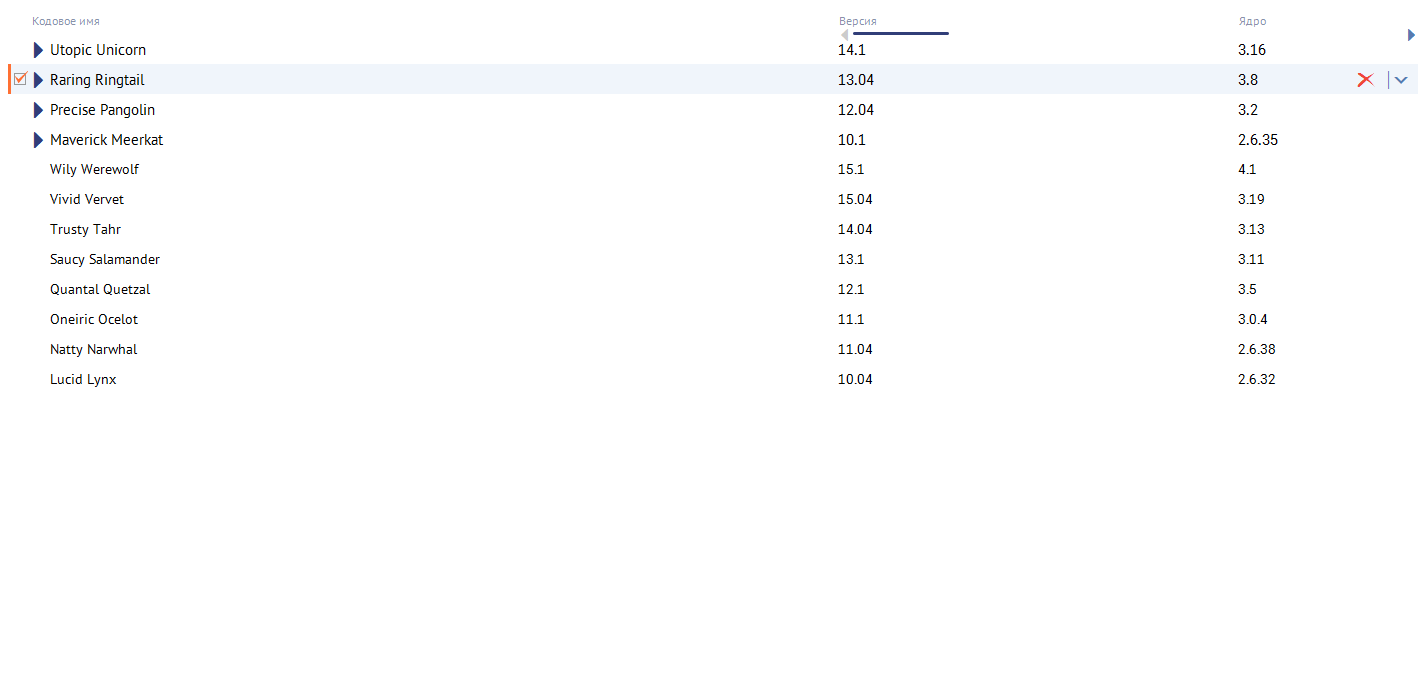 Кодовое имя Версия Ядро
Utopic Unicorn 14.1 3.16
Raring Ringtail 13.04 3.8
Precise Pangolin 12.04 3.2
Maverick Meerkat 10.1 2.6.35
Wily Werewolf 15.1 4.1
Vivid Vervet 15.04 3.19
Trusty Tahr 14.04 3.13
Saucy Salamander 13.1 3.11
Quantal Quetzal 12.1 3.5
Oneiric Ocelot 11.1 3.0.4
Natty Narwhal 11.04 2.6.38
Lucid Lynx 10.04 2.6.32